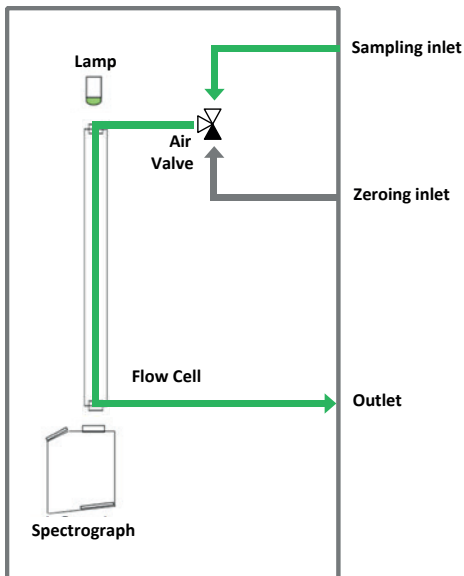 Sampling inlet
Lamp
Air
Valve
Zeroing inlet
Flow Cell
Outlet
Spectrograph